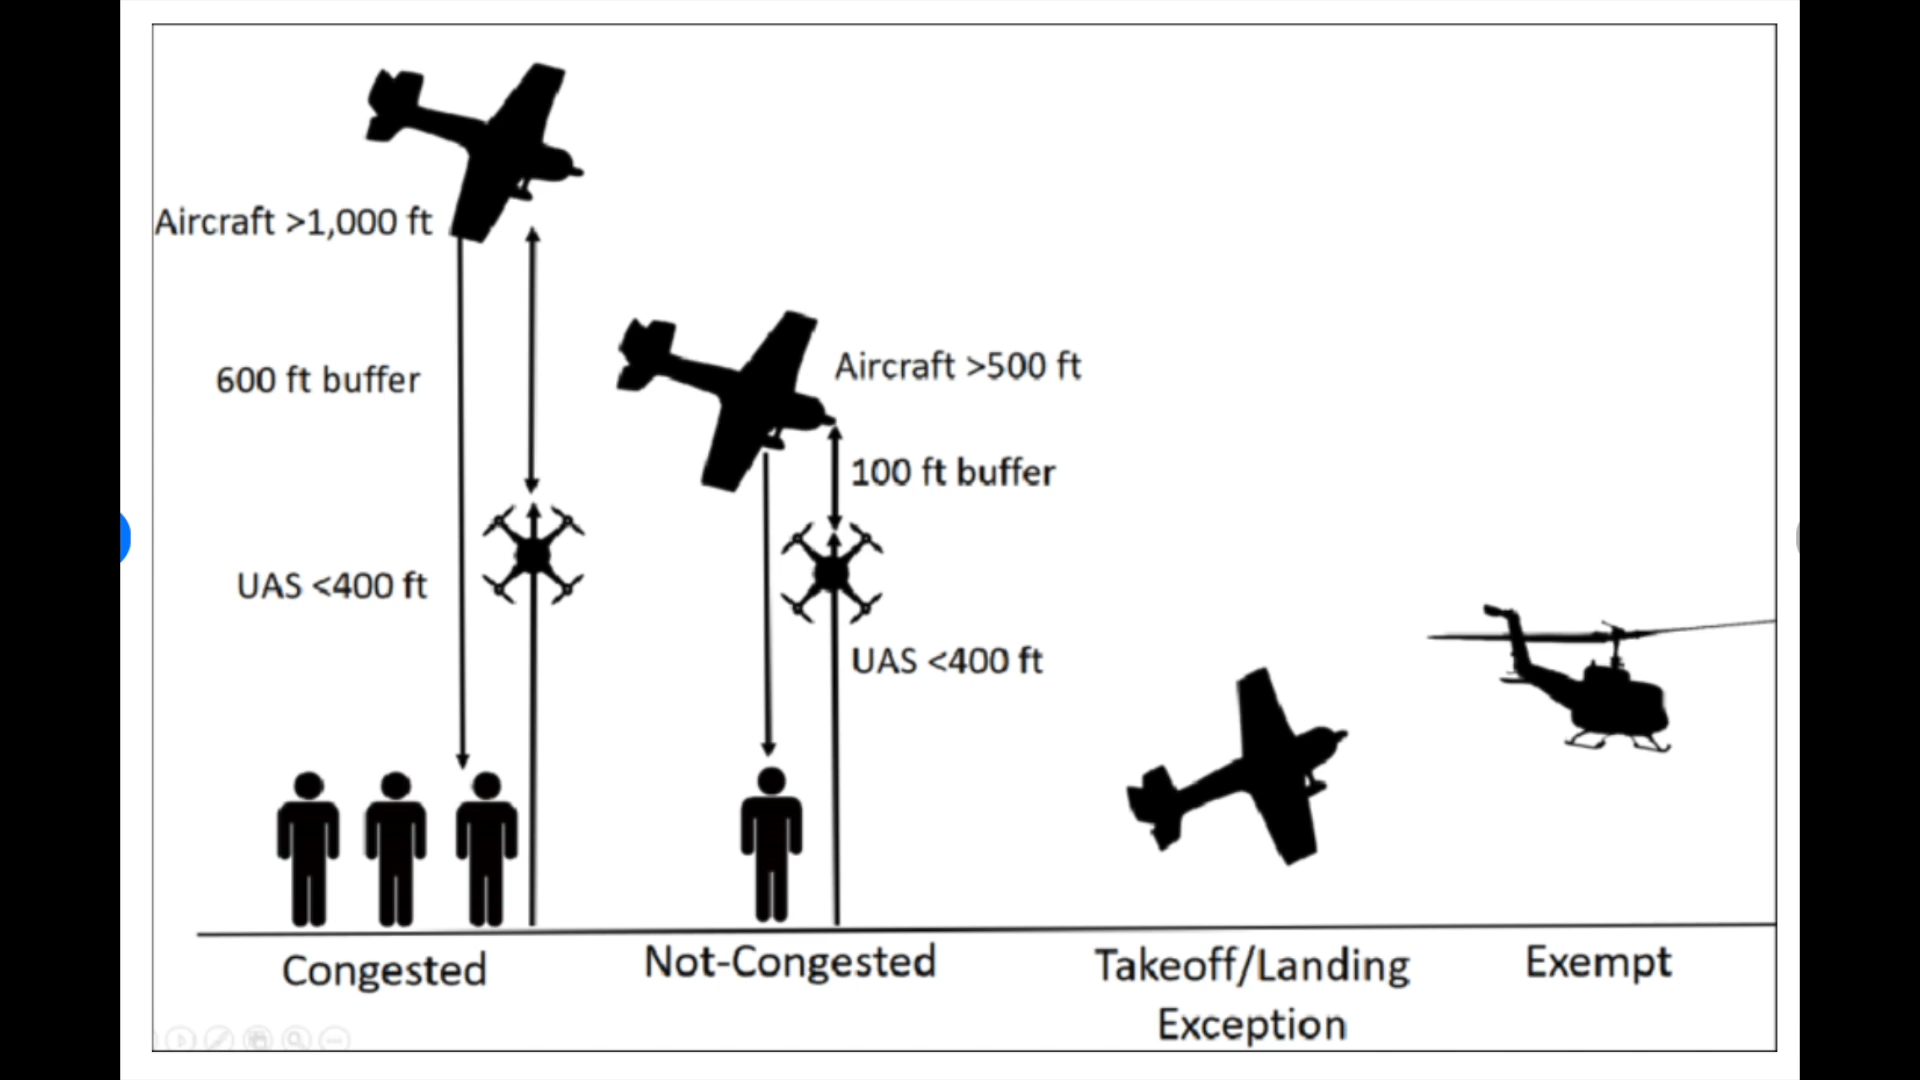 Aircraft >1,000 ft
600 ft buffer
UAS <400 ft
Aircraft >500 ft
100 ft buffer
UAS <400 ft
Congested
Not-Congested
Takeoff/Landing
Exception
Exempt